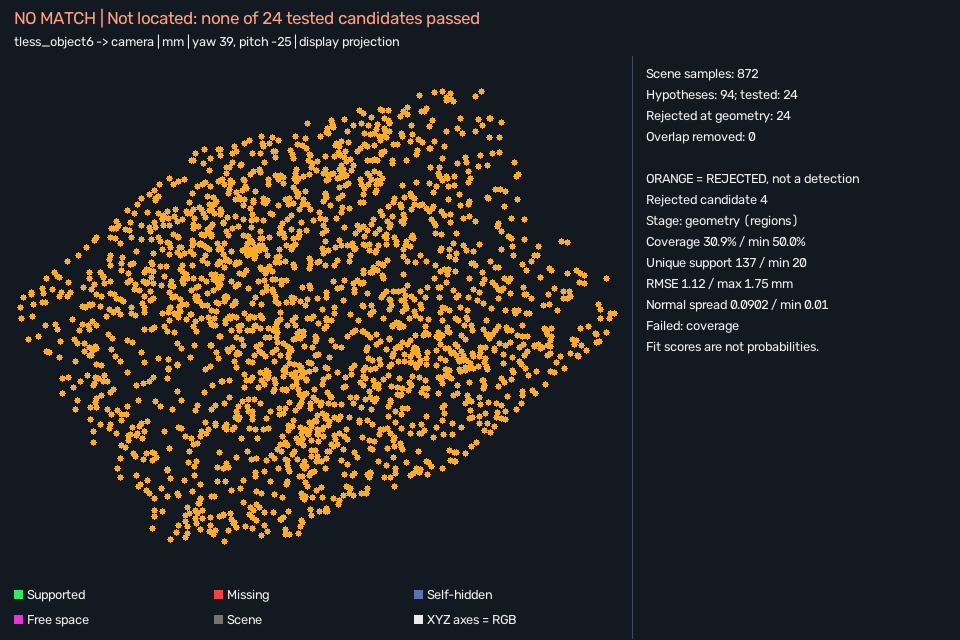 NO MATCH | Not located: none of 24 tested candidates passed
tless_object6 -> camera | mm | yaw 39, pitch -25 | display projection
Scene samples: 872
Hypotheses: 94; tested: 24
Rejected at geometry: 24
Overlap removed: 0
ORANGE = REJECTED, not a detection
Rejected candidate 4
Stage: geometry (regions)
Coverage 30.9% / min 50.0%
Unique support 137 / min 20
RMSE 1.12 / max 1.75 mm
Normal spread 0.0902 / min 0.01
Failed: coverage
Fit scores are not probabilities.
Supported
Missing
Self-hidden
Free space
Scene
XYZ axes = RGB